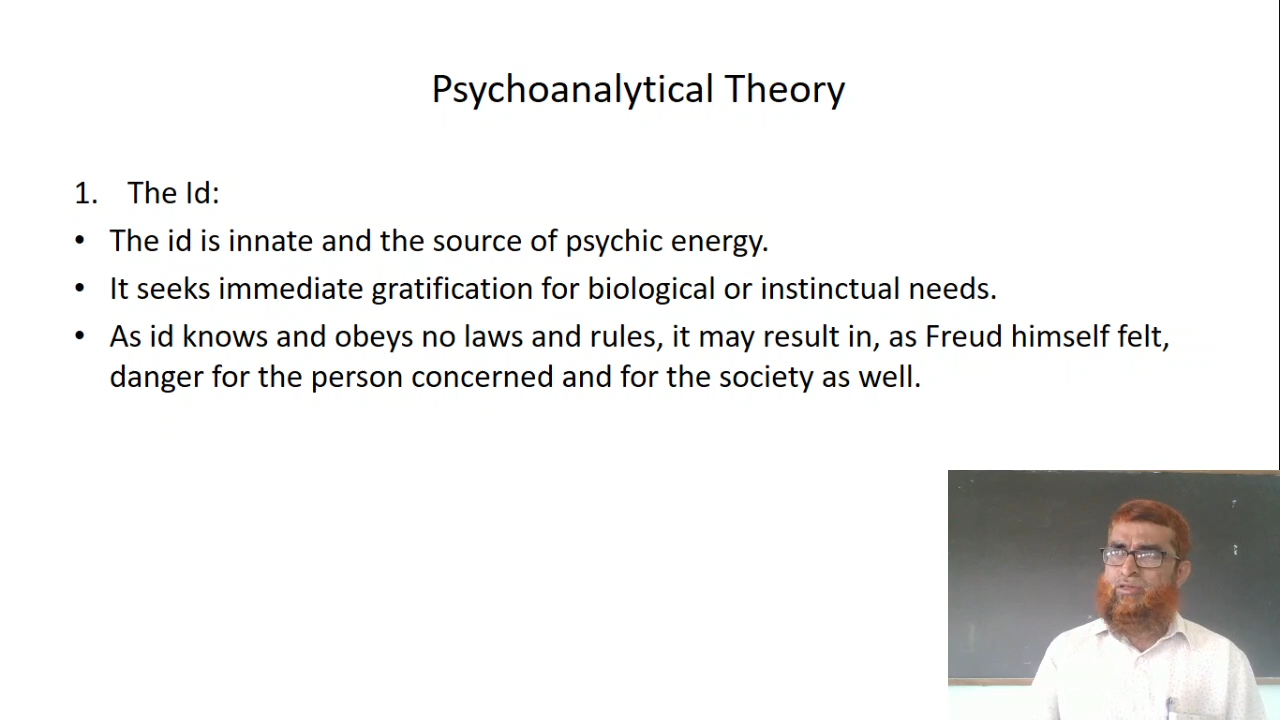 Psychoanalytical Theory
1. The Id:
• The id is innate and the source of psychic energy.
• It seeks immediate gratification for biological or instinctual needs.
• As id knows and obeys no laws and rules, it may result in, as Freud himself felt,
danger for the person concerned and for the society as well.